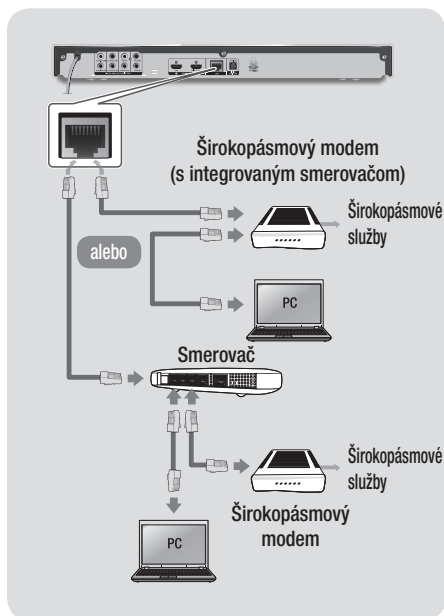 Širokopásmový modem
(s integrovaným smerovačom)
Širokopásmové
služby
alebo
PC
Smerovač
Širokopásmové
služby
Širokopásmový
modem
PC